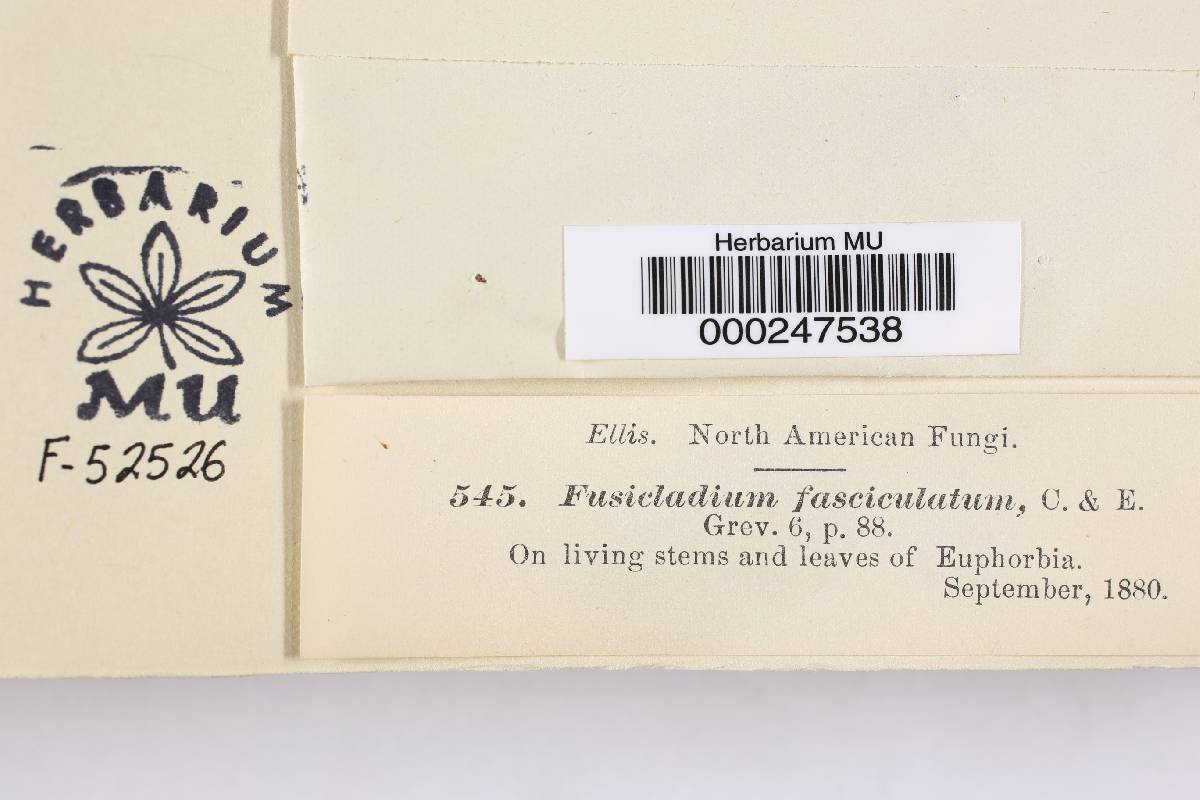 HERBARIUM
MU
F-52526
Herbarium MU
000247538
Ellis. North American Fungi.
545. Fusicladium fasciculatum, C. & E.
Grev. 6, p. 88.
On living stems and leaves of Euphorbia.
September, 1880.